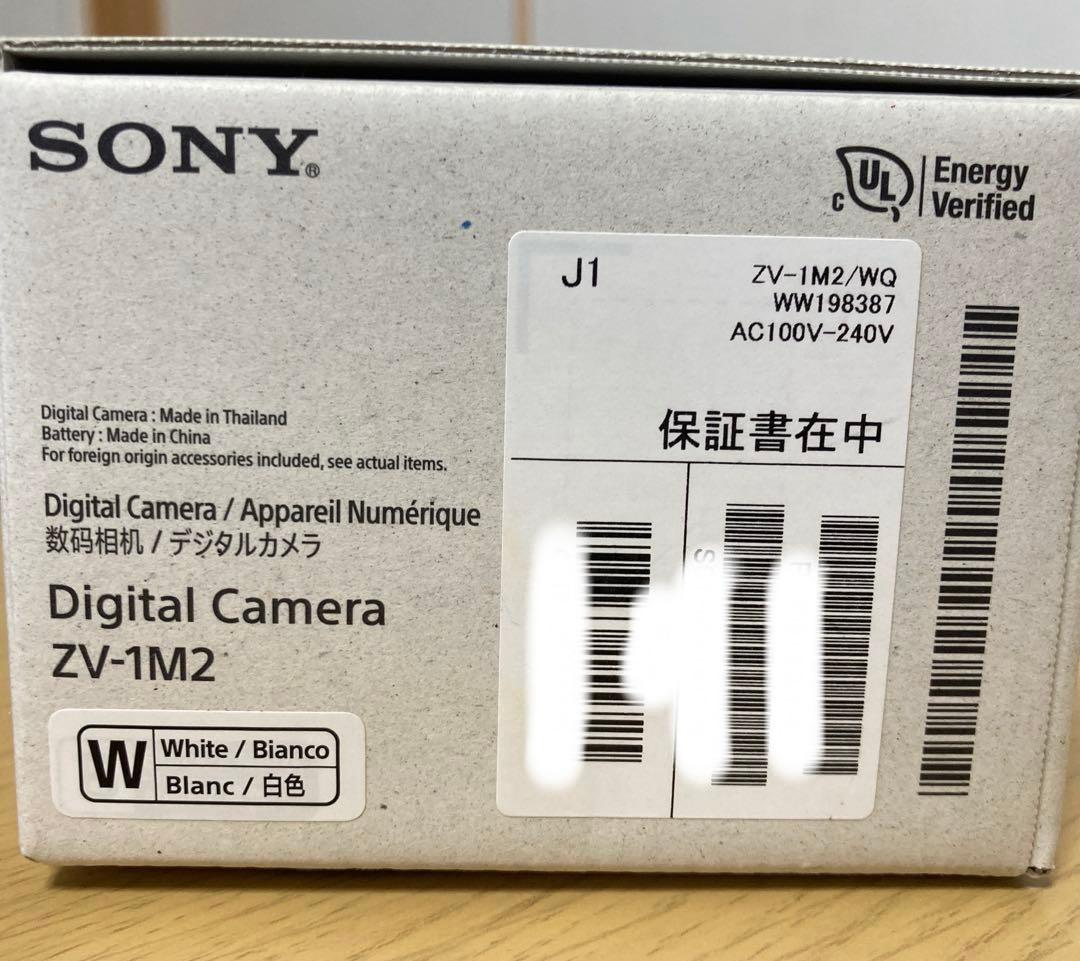 SONY®
c UL Energy
Verified
J1
ZV-1M2/WQ
WW198387
AC100V-240V
保証書在中
Digital Camera : Made in Thailand
Battery : Made in China
For foreign origin accessories included, see actual items.
Digital Camera / Appareil Numérique
数码相机 / デジタルカメラ
Digital Camera
ZV-1M2
W White / Bianco
Blanc / 白色